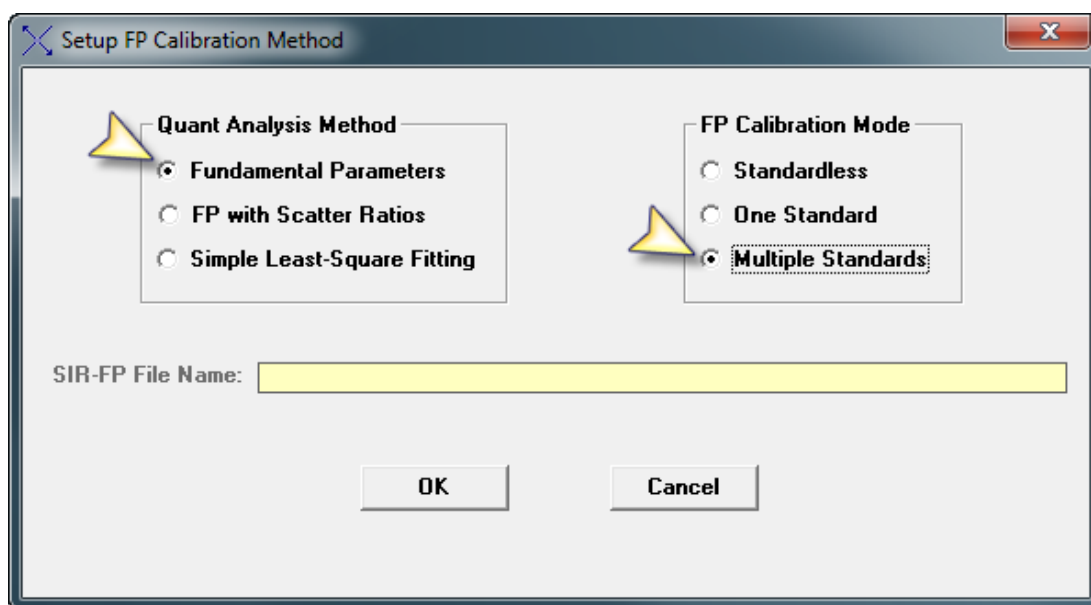 Setup FP Calibration Method
X
Quant Analysis Method
Fundamental Parameters
FP with Scatter Ratios
Simple Least-Square Fitting
FP Calibration Mode
Standardless
One Standard
Multiple Standards
SIR-FP File Name:
OK
Cancel